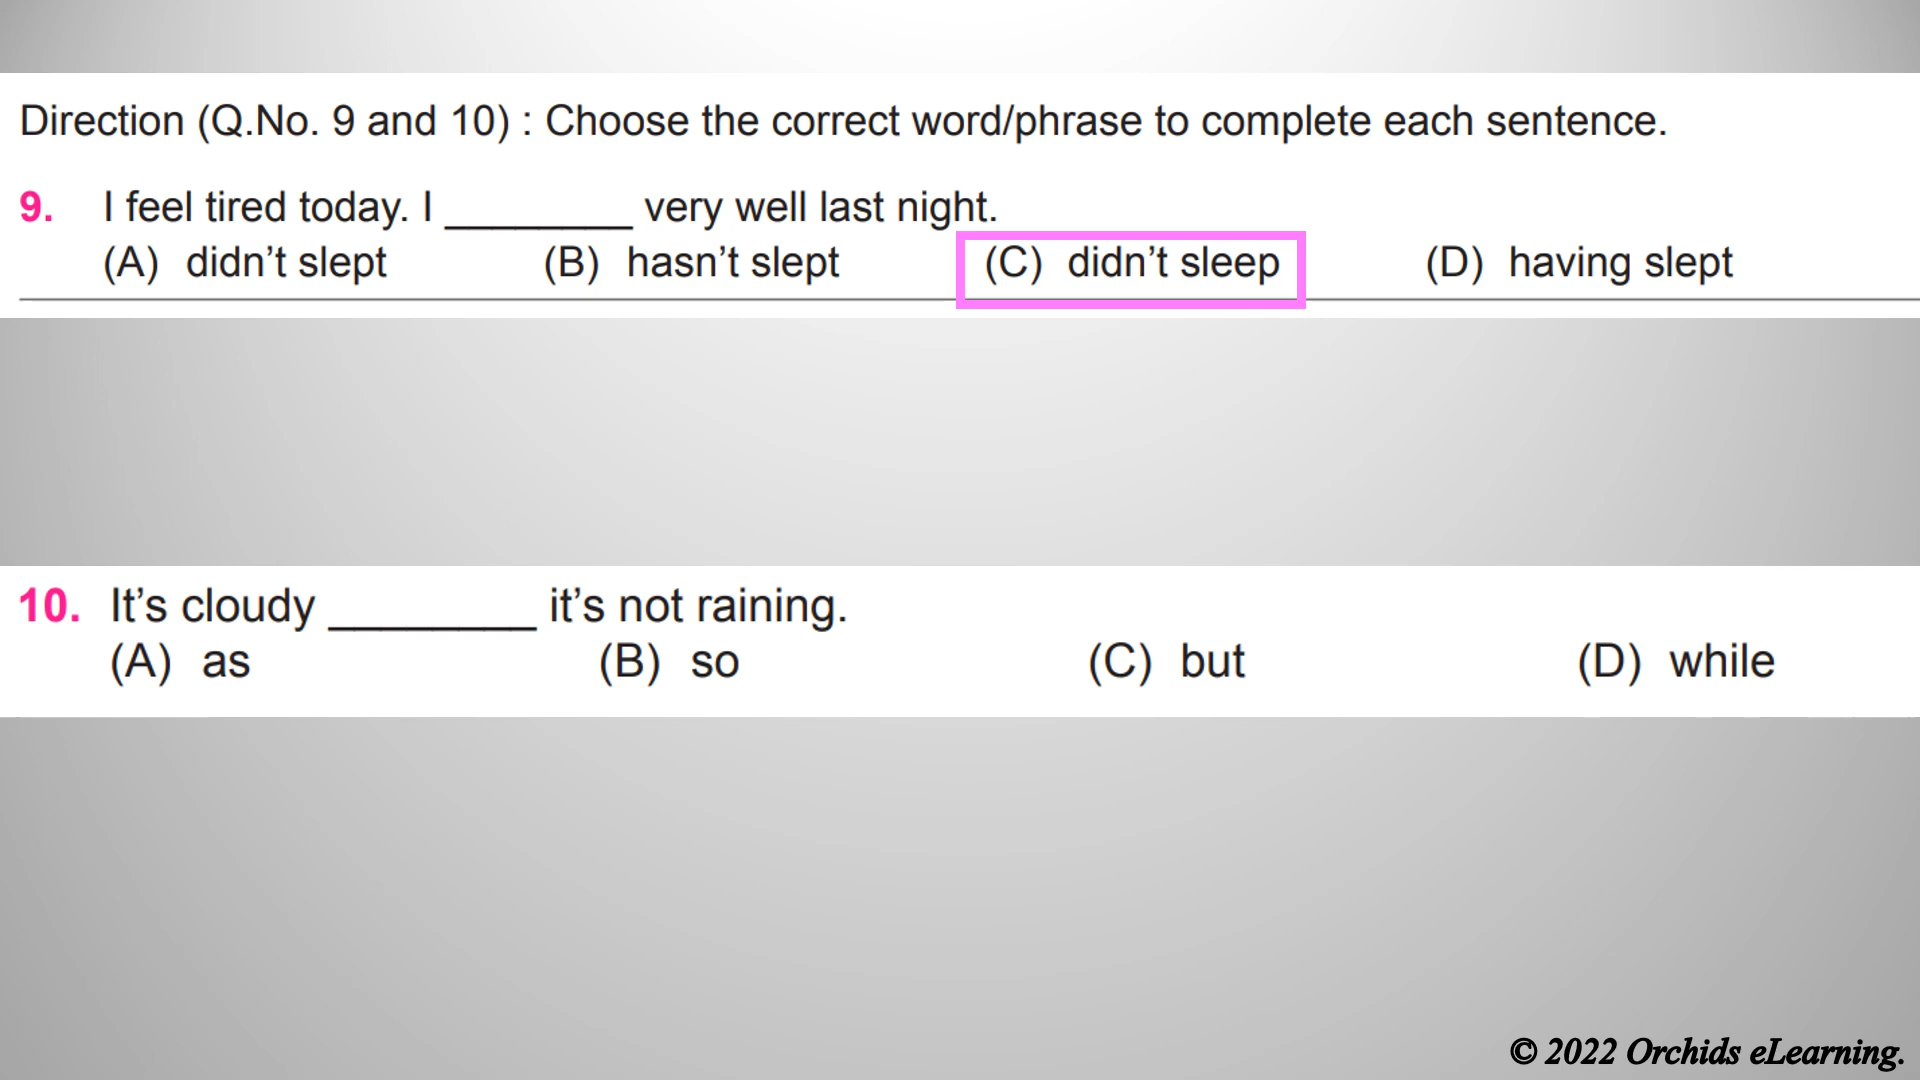 Direction (Q.No. 9 and 10) : Choose the correct word/phrase to complete each sentence.
9. I feel tired today. I ________ very well last night.
(A) didn’t slept (B) hasn’t slept (C) didn’t sleep (D) having slept
10. It’s cloudy ________ it’s not raining.
(A) as (B) so (C) but (D) while
© 2022 Orchids eLearning.